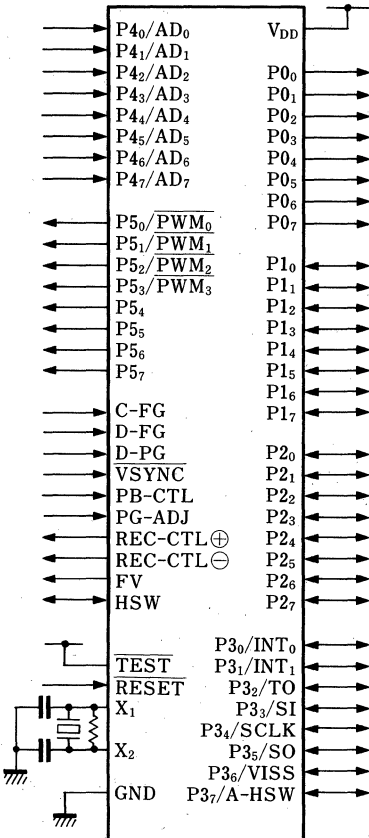 P4₀/AD₀
P4₁/AD₁
P4₂/AD₂
P4₃/AD₃
P4₄/AD₄
P4₅/AD₅
P4₆/AD₆
P4₇/AD₇
P5₀/PWM₀
P5₁/PWM₁
P5₂/PWM₂
P5₃/PWM₃
P5₄
P5₅
P5₆
P5₇
C-FG
D-FG
D-PG
VSYNC
PB-CTL
PG-ADJ
REC-CTL⊕
REC-CTL⊖
FV
HSW
TEST
RESET
X₁
X₂
GND
V_DD
P0₀
P0₁
P0₂
P0₃
P0₄
P0₅
P0₆
P0₇
P1₀
P1₁
P1₂
P1₃
P1₄
P1₅
P1₆
P1₇
P2₀
P2₁
P2₂
P2₃
P2₄
P2₅
P2₆
P2₇
P3₀/INT₀
P3₁/INT₁
P3₂/TO
P3₃/SI
P3₄/SCLK
P3₅/SO
P3₆/VISS
P3₇/A-HSW